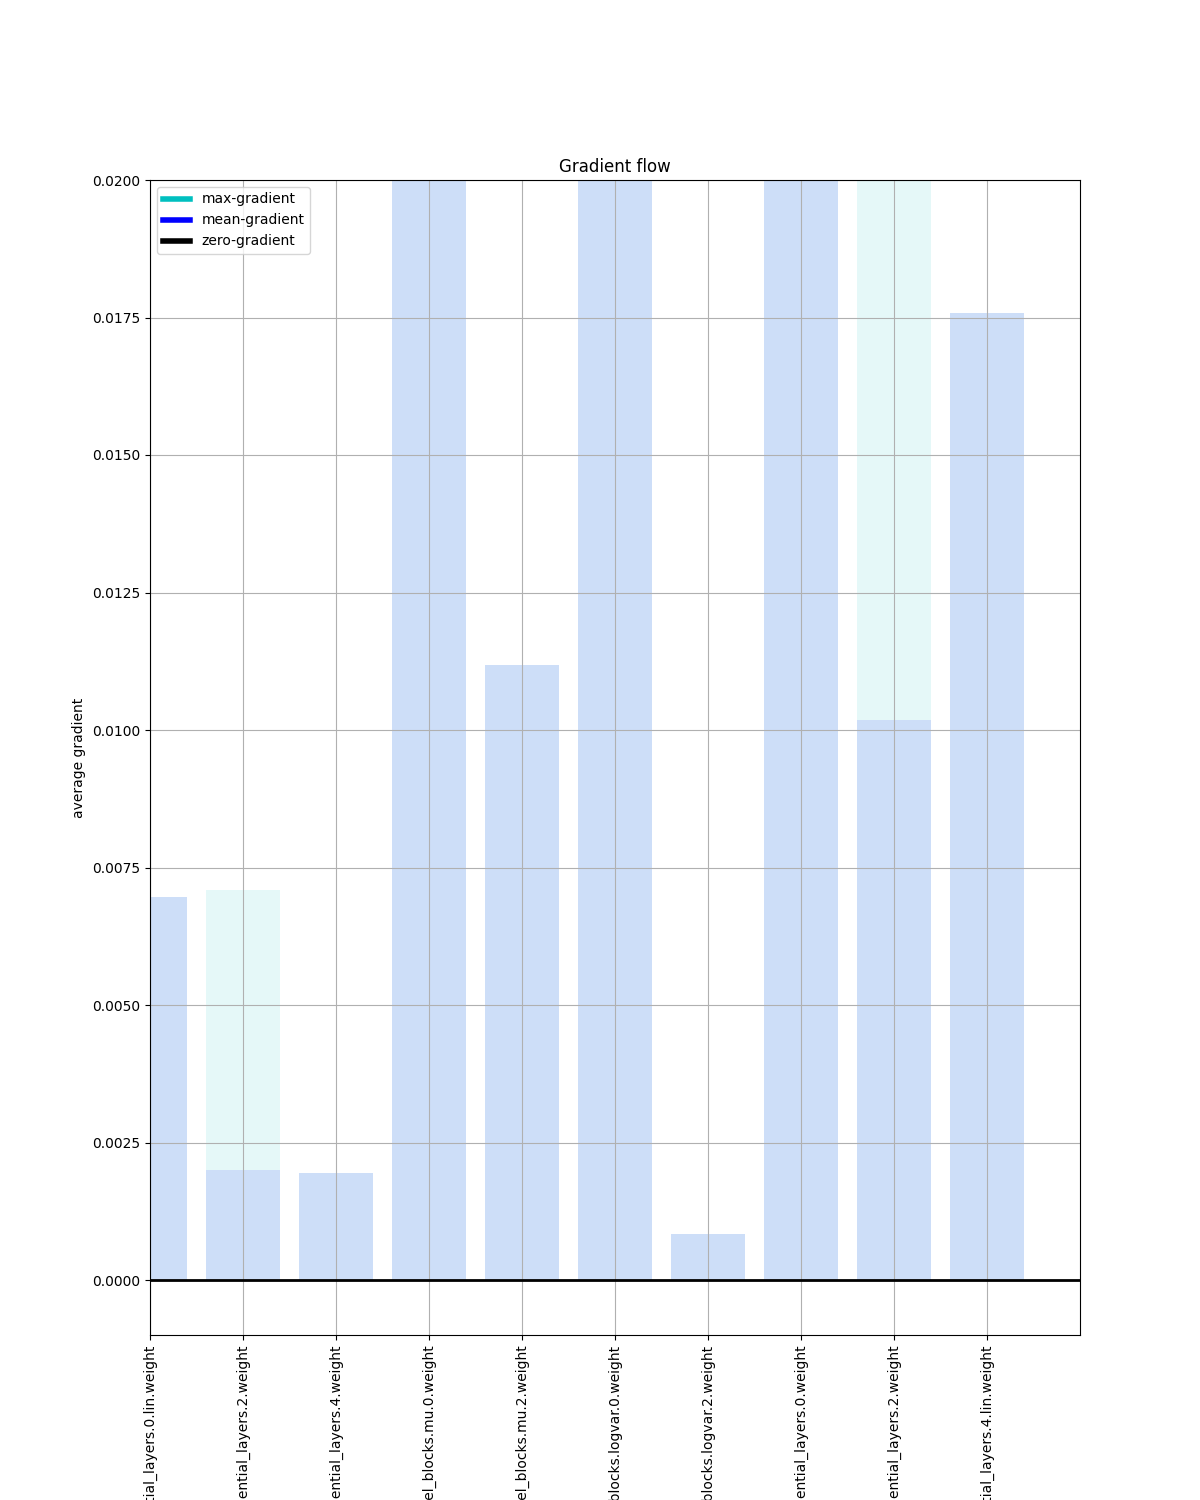 Gradient flow
max-gradient
mean-gradient
zero-gradient
0.0200
0.0175
0.0150
0.0125
0.0100
0.0075
0.0050
0.0025
0.0000
average gradient
tial_layers.0.lin.weight
ential_layers.2.weight
ential_layers.4.weight
el_blocks.mu.0.weight
el_blocks.mu.2.weight
blocks.logvar.0.weight
blocks.logvar.2.weight
ential_layers.0.weight
ential_layers.2.weight
tial_layers.4.lin.weight